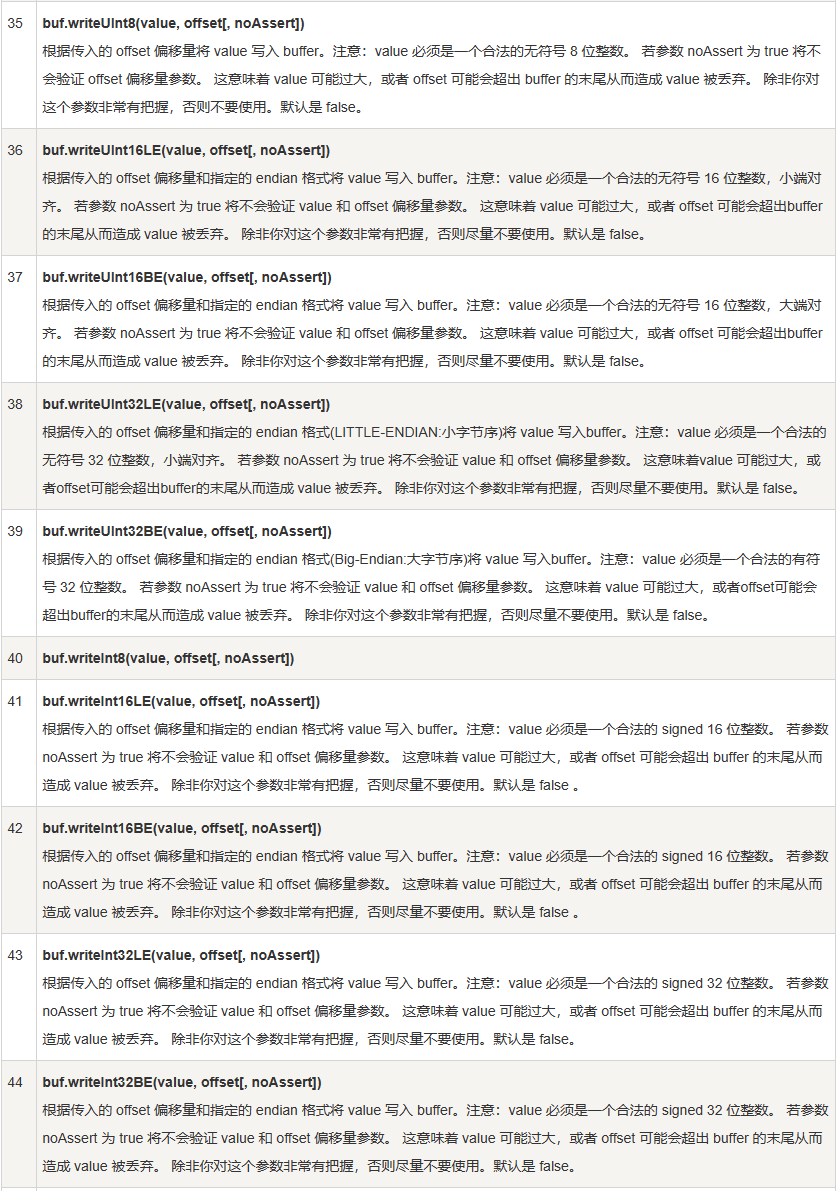 35 buf.writeUInt8(value, offset[, noAssert])
根据传入的 offset 偏移量将 value 写入 buffer。注意：value 必须是一个合法的无符号 8 位整数。 若参数 noAssert 为 true 将不
会验证 offset 偏移量参数。 这意味着 value 可能过大，或者 offset 可能会超出 buffer 的末尾从而造成 value 被丢弃。 除非你对
这个参数非常有把握，否则不要使用。默认是 false。
36 buf.writeUInt16LE(value, offset[, noAssert])
根据传入的 offset 偏移量和指定的 endian 格式将 value 写入 buffer。注意：value 必须是一个合法的无符号 16 位整数，小端对
齐。 若参数 noAssert 为 true 将不会验证 value 和 offset 偏移量参数。 这意味着 value 可能过大，或者 offset 可能会超出buffer
的末尾从而造成 value 被丢弃。 除非你对这个参数非常有把握，否则尽量不要使用。默认是 false。
37 buf.writeUInt16BE(value, offset[, noAssert])
根据传入的 offset 偏移量和指定的 endian 格式将 value 写入 buffer。注意：value 必须是一个合法的无符号 16 位整数，大端对
齐。 若参数 noAssert 为 true 将不会验证 value 和 offset 偏移量参数。 这意味着 value 可能过大，或者 offset 可能会超出buffer
的末尾从而造成 value 被丢弃。 除非你对这个参数非常有把握，否则尽量不要使用。默认是 false。
38 buf.writeUInt32LE(value, offset[, noAssert])
根据传入的 offset 偏移量和指定的 endian 格式(LITTLE-ENDIAN:小字节序)将 value 写入buffer。注意：value 必须是一个合法的
无符号 32 位整数，小端对齐。 若参数 noAssert 为 true 将不会验证 value 和 offset 偏移量参数。 这意味着value 可能过大，或
者offset可能会超出buffer的末尾从而造成 value 被丢弃。 除非你对这个参数非常有把握，否则尽量不要使用。默认是 false。
39 buf.writeUInt32BE(value, offset[, noAssert])
根据传入的 offset 偏移量和指定的 endian 格式(Big-Endian:大字节序)将 value 写入buffer。注意：value 必须是一个合法的有符
号 32 位整数。 若参数 noAssert 为 true 将不会验证 value 和 offset 偏移量参数。 这意味着 value 可能过大，或者offset可能会
超出buffer的末尾从而造成 value 被丢弃。 除非你对这个参数非常有把握，否则尽量不要使用。默认是 false。
40 buf.writeInt8(value, offset[, noAssert])
41 buf.writeInt16LE(value, offset[, noAssert])
根据传入的 offset 偏移量和指定的 endian 格式将 value 写入 buffer。注意：value 必须是一个合法的 signed 16 位整数。 若参数
noAssert 为 true 将不会验证 value 和 offset 偏移量参数。 这意味着 value 可能过大，或者 offset 可能会超出 buffer 的末尾从而
造成 value 被丢弃。 除非你对这个参数非常有把握，否则尽量不要使用。默认是 false 。
42 buf.writeInt16BE(value, offset[, noAssert])
根据传入的 offset 偏移量和指定的 endian 格式将 value 写入 buffer。注意：value 必须是一个合法的 signed 16 位整数。 若参数
noAssert 为 true 将不会验证 value 和 offset 偏移量参数。 这意味着 value 可能过大，或者 offset 可能会超出 buffer 的末尾从而
造成 value 被丢弃。 除非你对这个参数非常有把握，否则尽量不要使用。默认是 false 。
43 buf.writeInt32LE(value, offset[, noAssert])
根据传入的 offset 偏移量和指定的 endian 格式将 value 写入 buffer。注意：value 必须是一个合法的 signed 32 位整数。 若参数
noAssert 为 true 将不会验证 value 和 offset 偏移量参数。 这意味着 value 可能过大，或者 offset 可能会超出 buffer 的末尾从而
造成 value 被丢弃。 除非你对这个参数非常有把握，否则尽量不要使用。默认是 false。
44 buf.writeInt32BE(value, offset[, noAssert])
根据传入的 offset 偏移量和指定的 endian 格式将 value 写入 buffer。注意：value 必须是一个合法的 signed 32 位整数。 若参数
noAssert 为 true 将不会验证 value 和 offset 偏移量参数。 这意味着 value 可能过大，或者 offset 可能会超出 buffer 的末尾从而
造成 value 被丢弃。 除非你对这个参数非常有把握，否则尽量不要使用。默认是 false。